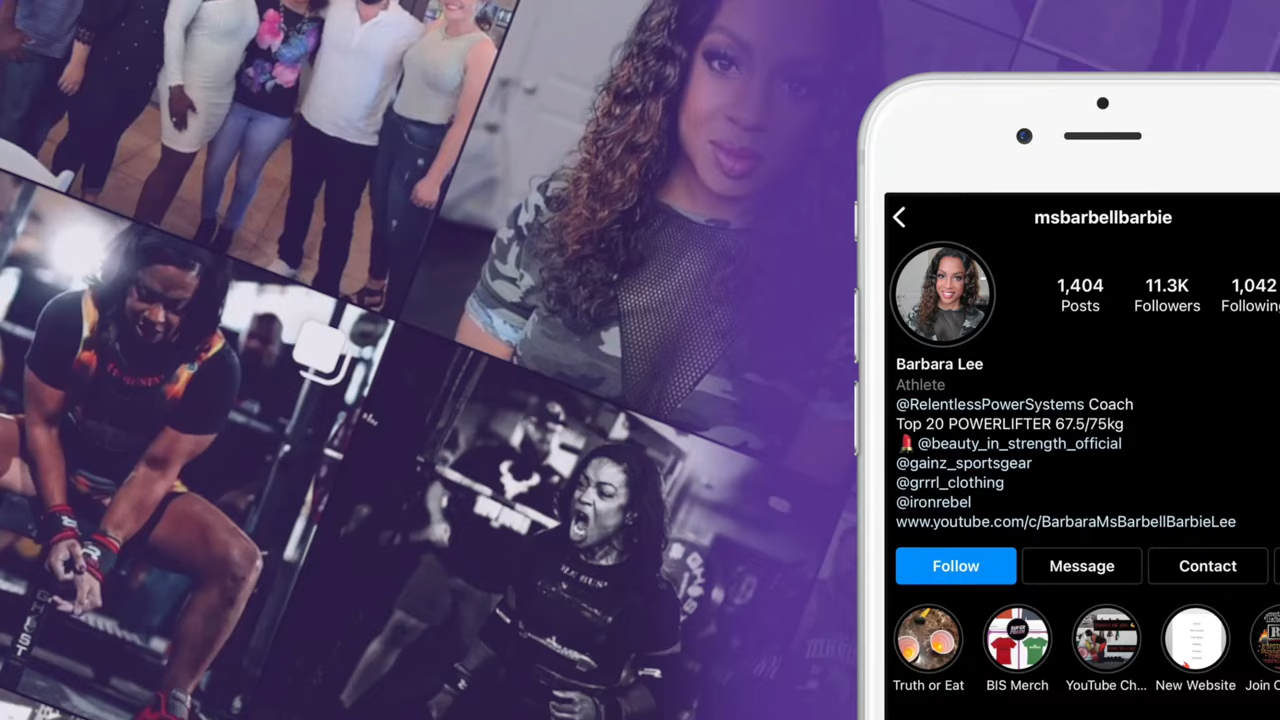 msbarbellbarbie
1,404
11.3K
1,042
Posts
Followers
Following
Barbara Lee
Athlete
@RelentlessPowerSystems Coach
Top 20 POWERLIFTER 67.5/75kg
💄 @beauty_in_strength_official
@gainz_sportsgear
@grrrl_clothing
@ironrebel
www.youtube.com/c/BarbaraMsBarbellBarbieLee
Follow
Message
Contact
Truth or Eat
BIS Merch
YouTube Ch...
New Website
Join